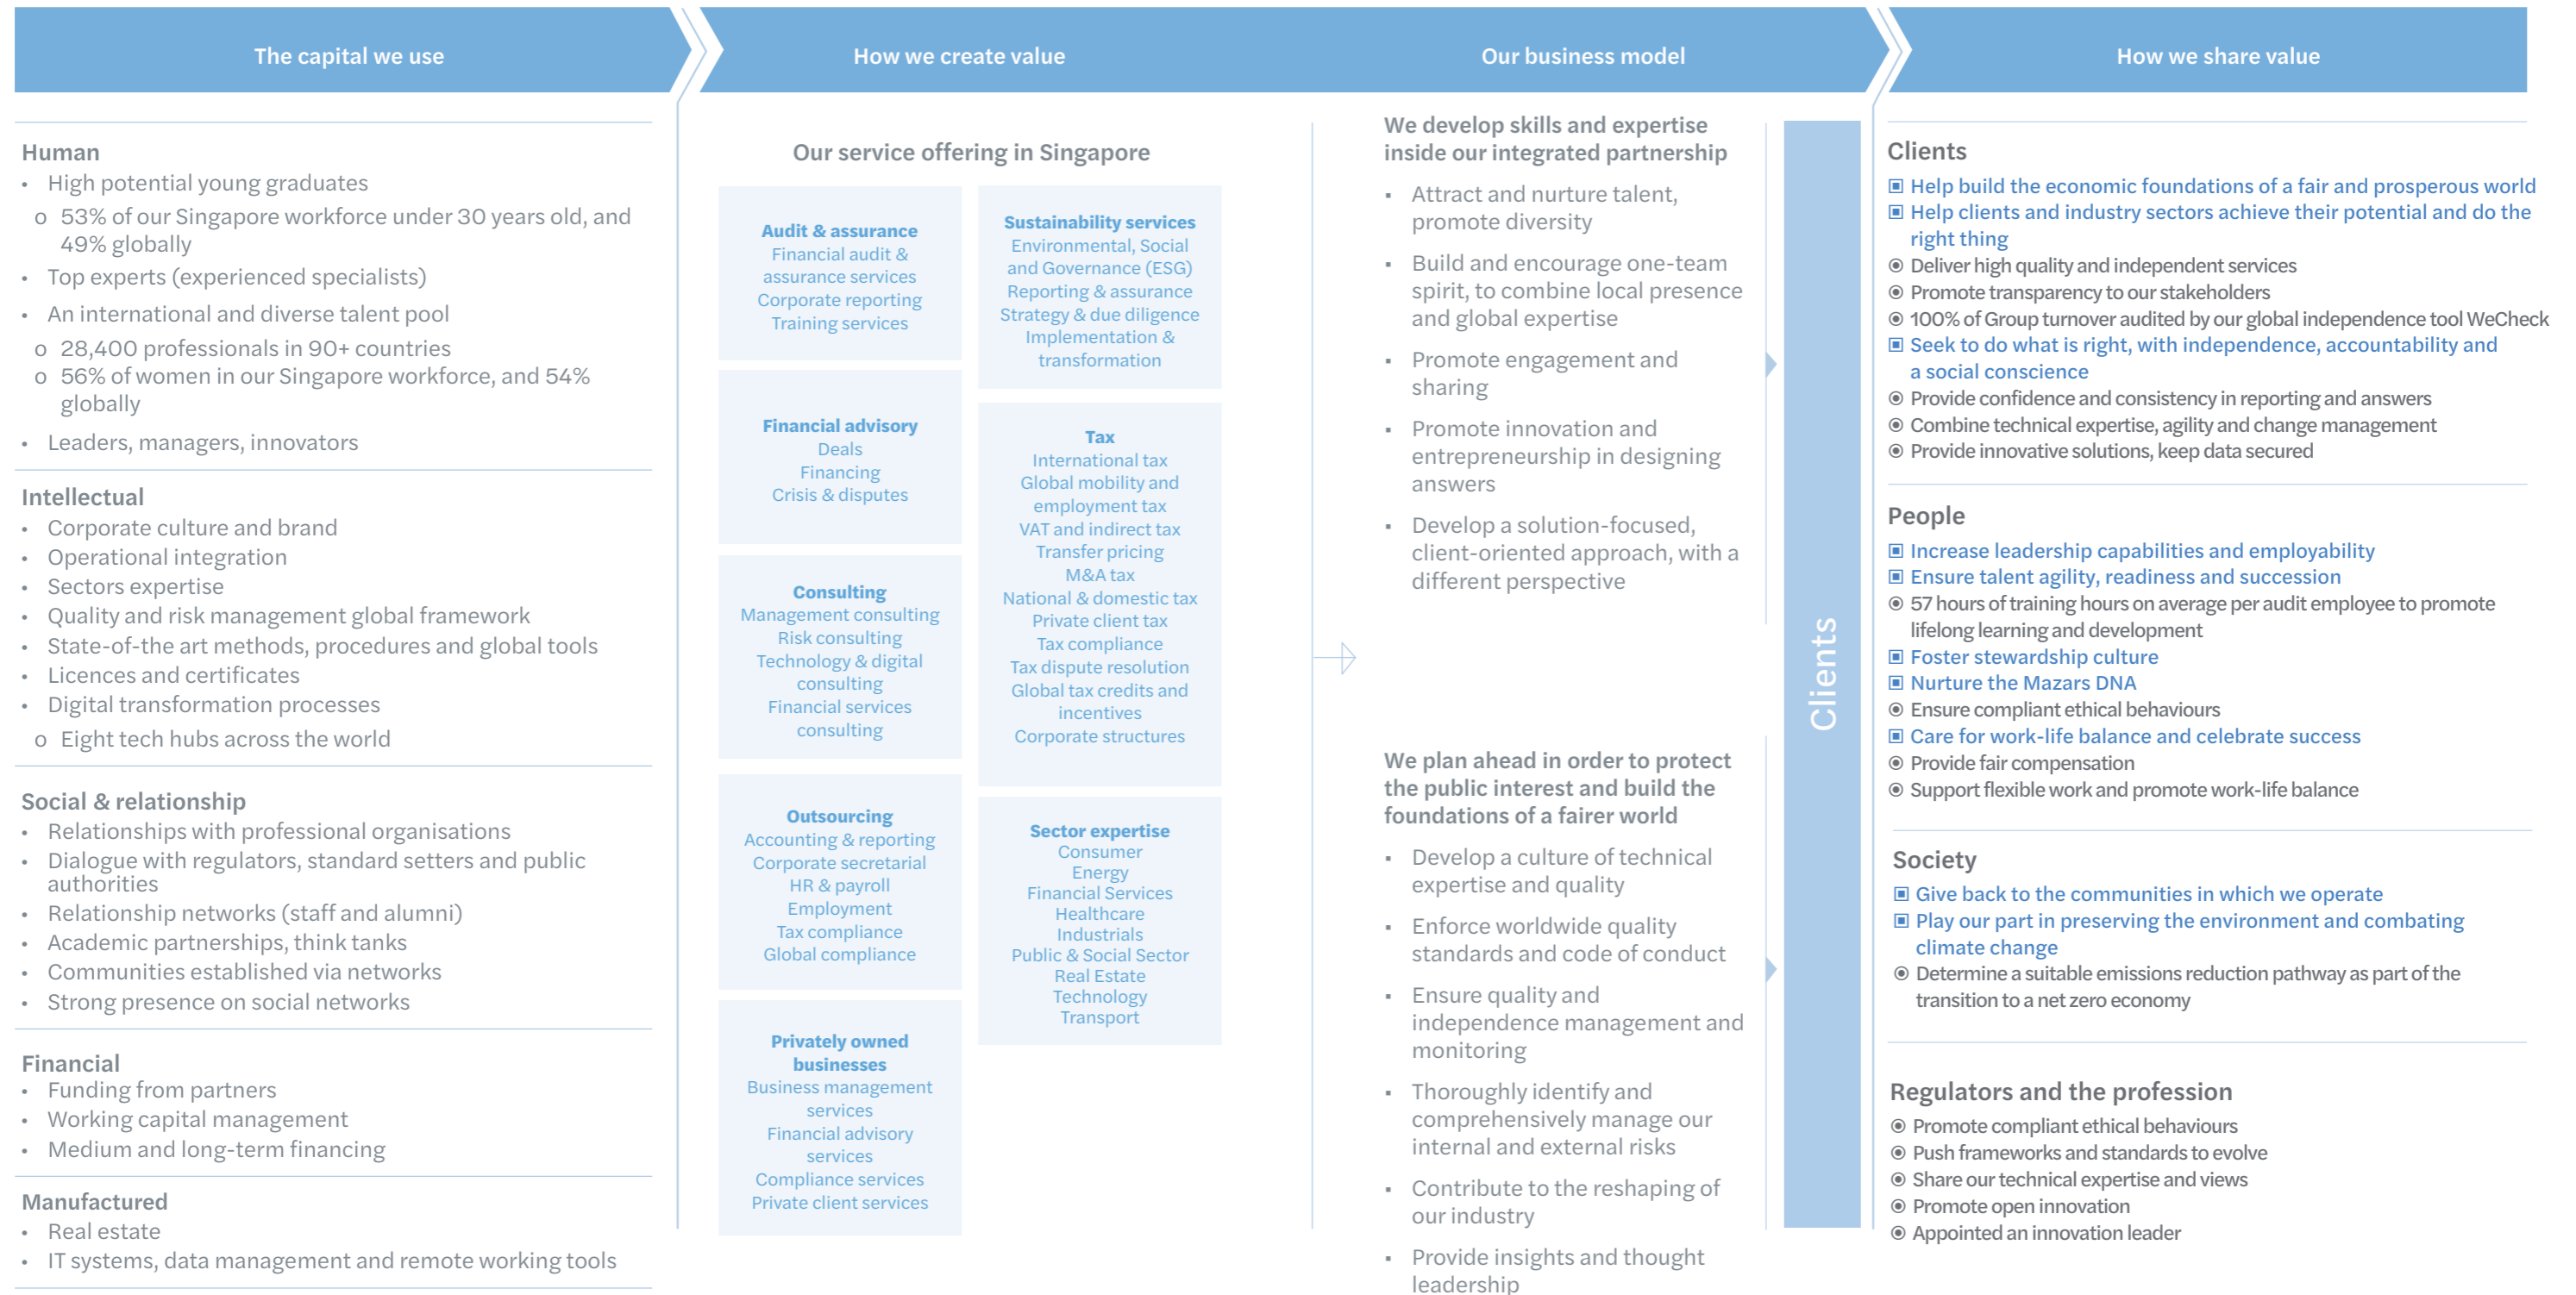 The capital we use
How we create value
Our business model
How we share value
Human
• High potential young graduates
o 53% of our Singapore workforce under 30 years old, and
49% globally
• Top experts (experienced specialists)
• An international and diverse talent pool
o 28,400 professionals in 90+ countries
o 56% of women in our Singapore workforce, and 54%
globally
• Leaders, managers, innovators
Intellectual
• Corporate culture and brand
• Operational integration
• Sectors expertise
• Quality and risk management global framework
• State-of-the art methods, procedures and global tools
• Licences and certificates
• Digital transformation processes
o Eight tech hubs across the world
Social & relationship
• Relationships with professional organisations
• Dialogue with regulators, standard setters and public
authorities
• Relationship networks (staff and alumni)
• Academic partnerships, think tanks
• Communities established via networks
• Strong presence on social networks
Financial
• Funding from partners
• Working capital management
• Medium and long-term financing
Manufactured
• Real estate
• IT systems, data management and remote working tools
Our service offering in Singapore
Audit & assurance
Financial audit &
assurance services
Corporate reporting
Training services
Financial advisory
Deals
Financing
Crisis & disputes
Consulting
Management consulting
Risk consulting
Technology & digital
consulting
Financial services
consulting
Outsourcing
Accounting & reporting
Corporate secretarial
HR & payroll
Employment
Tax compliance
Global compliance
Privately owned
businesses
Business management
services
Financial advisory
services
Compliance services
Private client services
Sustainability services
Environmental, Social
and Governance (ESG)
Reporting & assurance
Strategy & due diligence
Implementation &
transformation
Tax
International tax
Global mobility and
employment tax
VAT and indirect tax
Transfer pricing
M&A tax
National & domestic tax
Private client tax
Tax compliance
Tax dispute resolution
Global tax credits and
incentives
Corporate structures
Sector expertise
Consumer
Energy
Financial Services
Healthcare
Industrials
Public & Social Sector
Real Estate
Technology
Transport
We develop skills and expertise
inside our integrated partnership
▪ Attract and nurture talent,
promote diversity
▪ Build and encourage one-team
spirit, to combine local presence
and global expertise
▪ Promote engagement and
sharing
▪ Promote innovation and
entrepreneurship in designing
answers
▪ Develop a solution-focused,
client-oriented approach, with a
different perspective
We plan ahead in order to protect
the public interest and build the
foundations of a fairer world
▪ Develop a culture of technical
expertise and quality
▪ Enforce worldwide quality
standards and code of conduct
▪ Ensure quality and
independence management and
monitoring
▪ Thoroughly identify and
comprehensively manage our
internal and external risks
▪ Contribute to the reshaping of
our industry
▪ Provide insights and thought
leadership
Clients
Clients
▣ Help build the economic foundations of a fair and prosperous world
▣ Help clients and industry sectors achieve their potential and do the
right thing
◉ Deliver high quality and independent services
◉ Promote transparency to our stakeholders
◉ 100% of Group turnover audited by our global independence tool WeCheck
▣ Seek to do what is right, with independence, accountability and
a social conscience
◉ Provide confidence and consistency in reporting and answers
◉ Combine technical expertise, agility and change management
◉ Provide innovative solutions, keep data secured
People
▣ Increase leadership capabilities and employability
▣ Ensure talent agility, readiness and succession
◉ 57 hours of training hours on average per audit employee to promote
lifelong learning and development
▣ Foster stewardship culture
▣ Nurture the Mazars DNA
◉ Ensure compliant ethical behaviours
▣ Care for work-life balance and celebrate success
◉ Provide fair compensation
◉ Support flexible work and promote work-life balance
Society
▣ Give back to the communities in which we operate
▣ Play our part in preserving the environment and combating
climate change
◉ Determine a suitable emissions reduction pathway as part of the
transition to a net zero economy
Regulators and the profession
◉ Promote compliant ethical behaviours
◉ Push frameworks and standards to evolve
◉ Share our technical expertise and views
◉ Promote open innovation
◉ Appointed an innovation leader